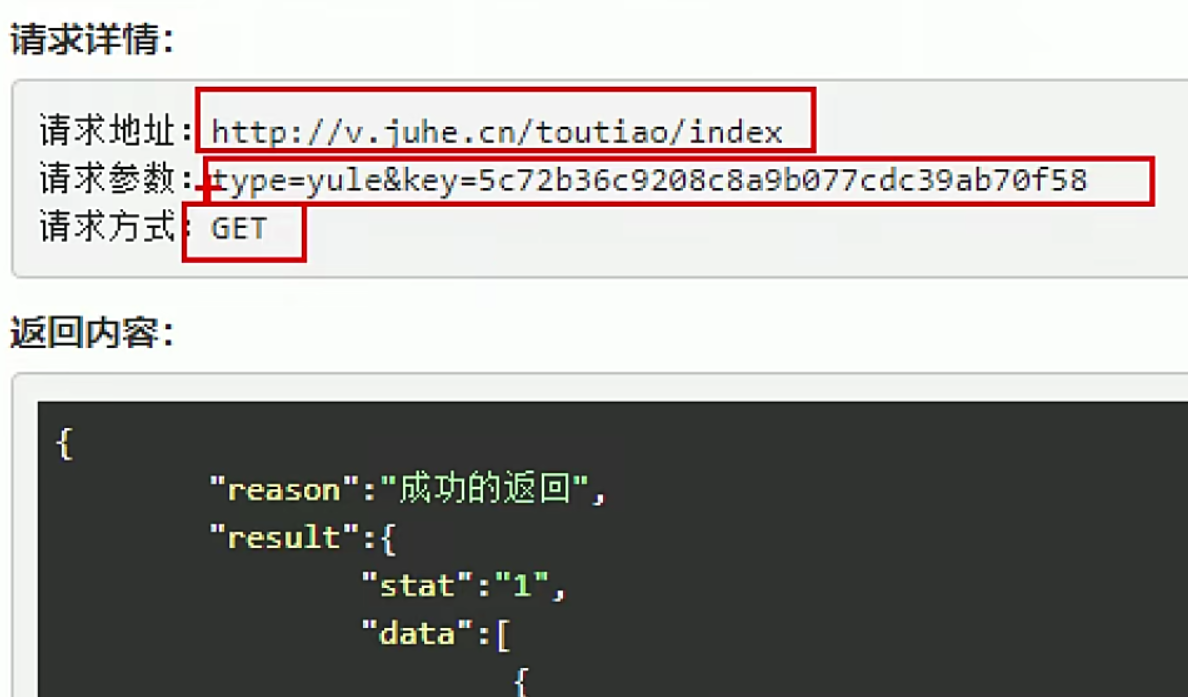 请求详情:
请求地址: http://v.juhe.cn/toutiao/index
请求参数: type=yule&key=5c72b36c9208c8a9b077cdc39ab70f58
请求方式: GET
返回内容:
{
"reason":"成功的返回",
"result":{
"stat":"1",
"data":[
{